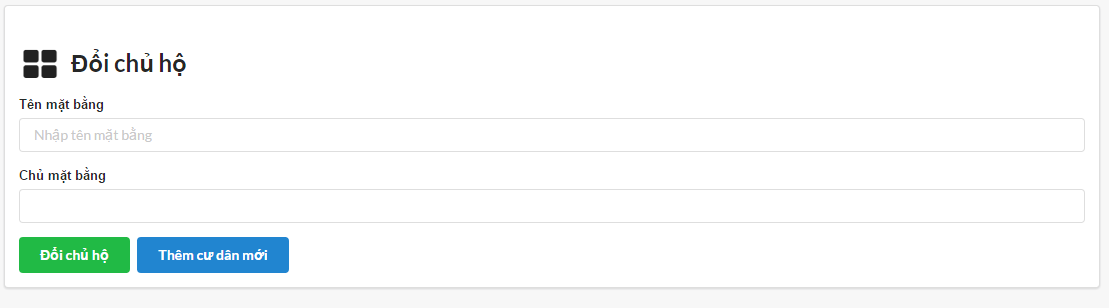 Đổi chủ hộ
Tên mặt bằng
Nhập tên mặt bằng
Chủ mặt bằng
Đổi chủ hộ
Thêm cư dân mới